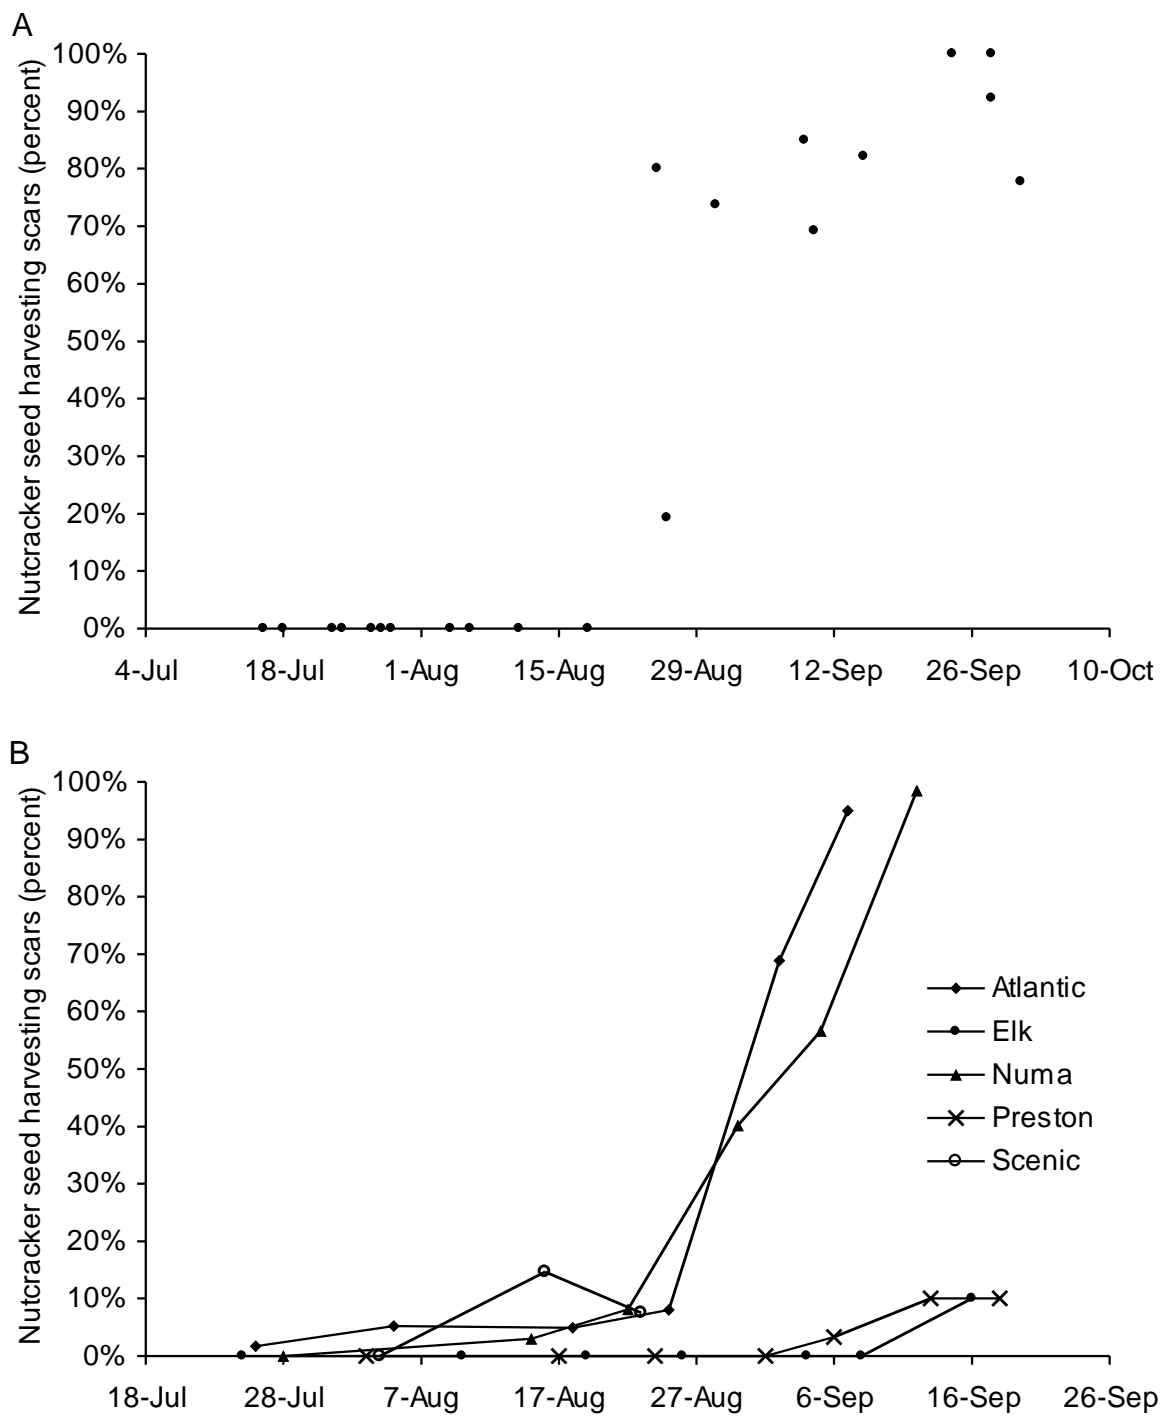 A
Nutcracker seed harvesting scars (percent)
100%
90%
80%
70%
60%
50%
40%
30%
20%
10%
0%
4-Jul 18-Jul 1-Aug 15-Aug 29-Aug 12-Sep 26-Sep 10-Oct
B
Nutcracker seed harvesting scars (percent)
100%
90%
80%
70%
60%
50%
40%
30%
20%
10%
0%
Atlantic
Elk
Numa
Preston
Scenic
18-Jul 28-Jul 7-Aug 17-Aug 27-Aug 6-Sep 16-Sep 26-Sep